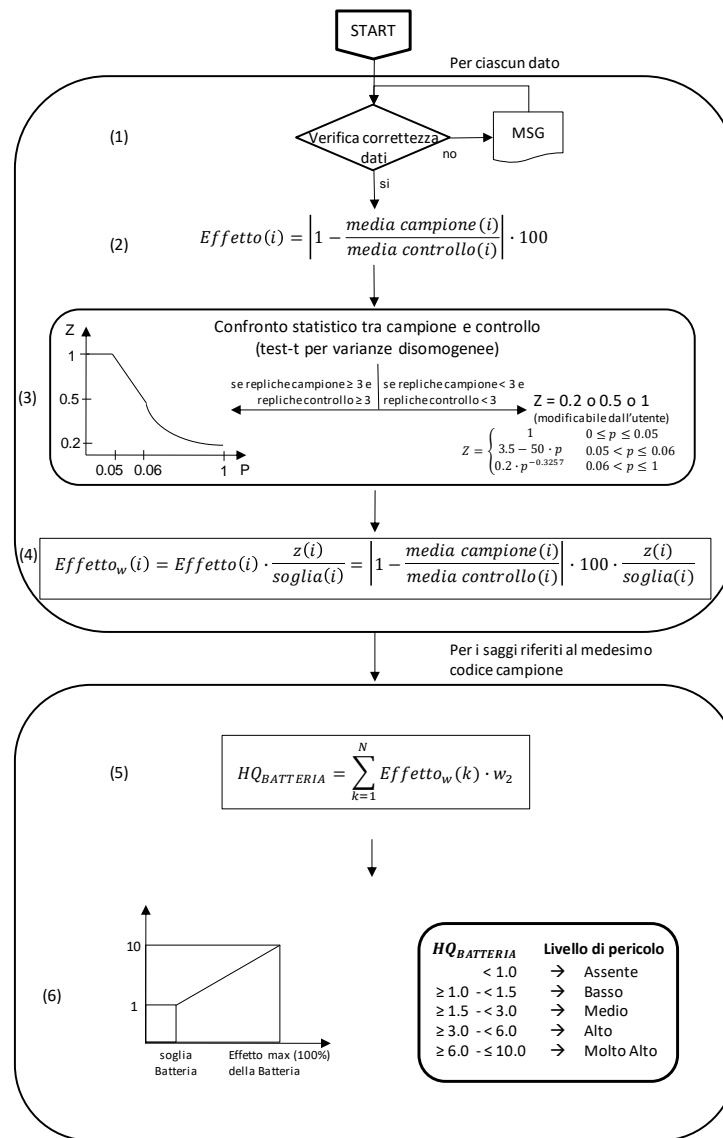 START
Per ciascun dato
(1)
Verifica correttezza
dati
no
MSG
si
(2)
Effetto(i) = |1 − media campione(i) / media controllo(i)| · 100
(3)
Confronto statistico tra campione e controllo
(test-t per varianze disomogenee)
Z
1
0.5
0.2
0.05 0.06 1 P
se repliche campione ≥ 3 e
repliche controllo ≥ 3
se repliche campione < 3 e
repliche controllo < 3
Z = 0.2 o 0.5 o 1
(modificabile dall'utente)
Z = { 1 0 ≤ p ≤ 0.05
3.5 − 50 · p 0.05 < p ≤ 0.06
0.2 · p^−0.3257 0.06 < p ≤ 1
(4)
Effetto_w(i) = Effetto(i) · z(i) / soglia(i) = |1 − media campione(i) / media controllo(i)| · 100 · z(i) / soglia(i)
Per i saggi riferiti al medesimo
codice campione
(5)
HQ_BATTERIA = ∑_{k=1}^{N} Effetto_w(k) · w_2
(6)
10
1
soglia
Batteria
Effetto max (100%)
della Batteria
HQ_BATTERIA Livello di pericolo
< 1.0 → Assente
≥ 1.0 - < 1.5 → Basso
≥ 1.5 - < 3.0 → Medio
≥ 3.0 - < 6.0 → Alto
≥ 6.0 - ≤ 10.0 → Molto Alto